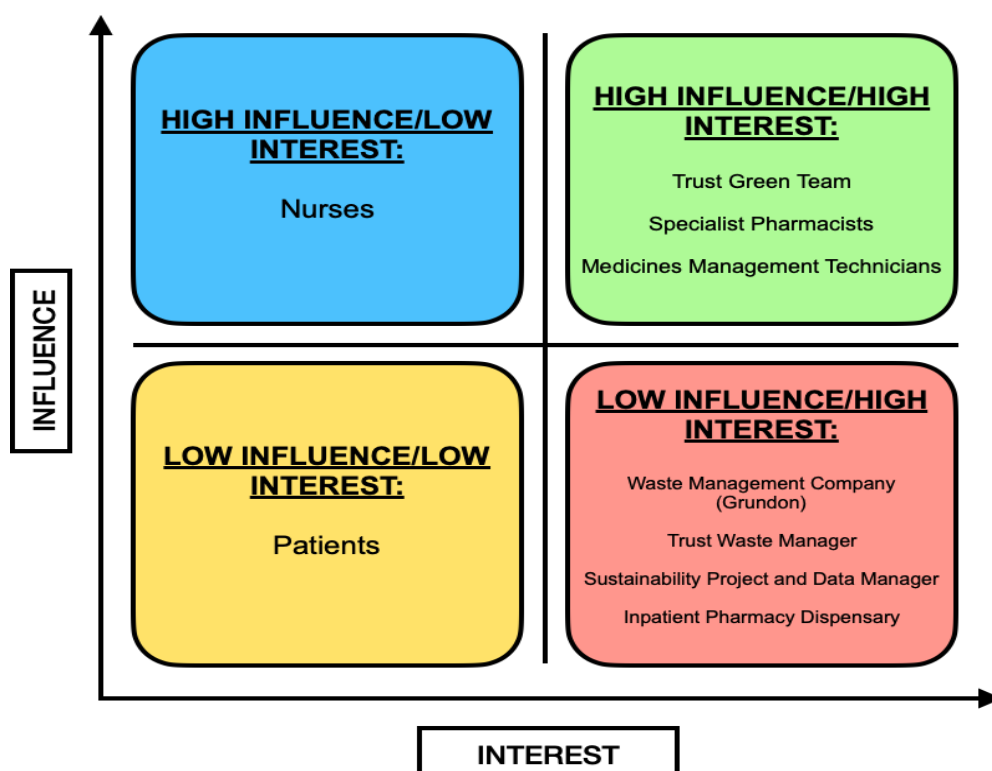 HIGH INFLUENCE/LOW
INTEREST:
Nurses
HIGH INFLUENCE/HIGH
INTEREST:
Trust Green Team
Specialist Pharmacists
Medicines Management Technicians
INFLUENCE
LOW INFLUENCE/LOW
INTEREST:
Patients
LOW INFLUENCE/HIGH
INTEREST:
Waste Management Company
(Grundon)
Trust Waste Manager
Sustainability Project and Data Manager
Inpatient Pharmacy Dispensary
INTEREST